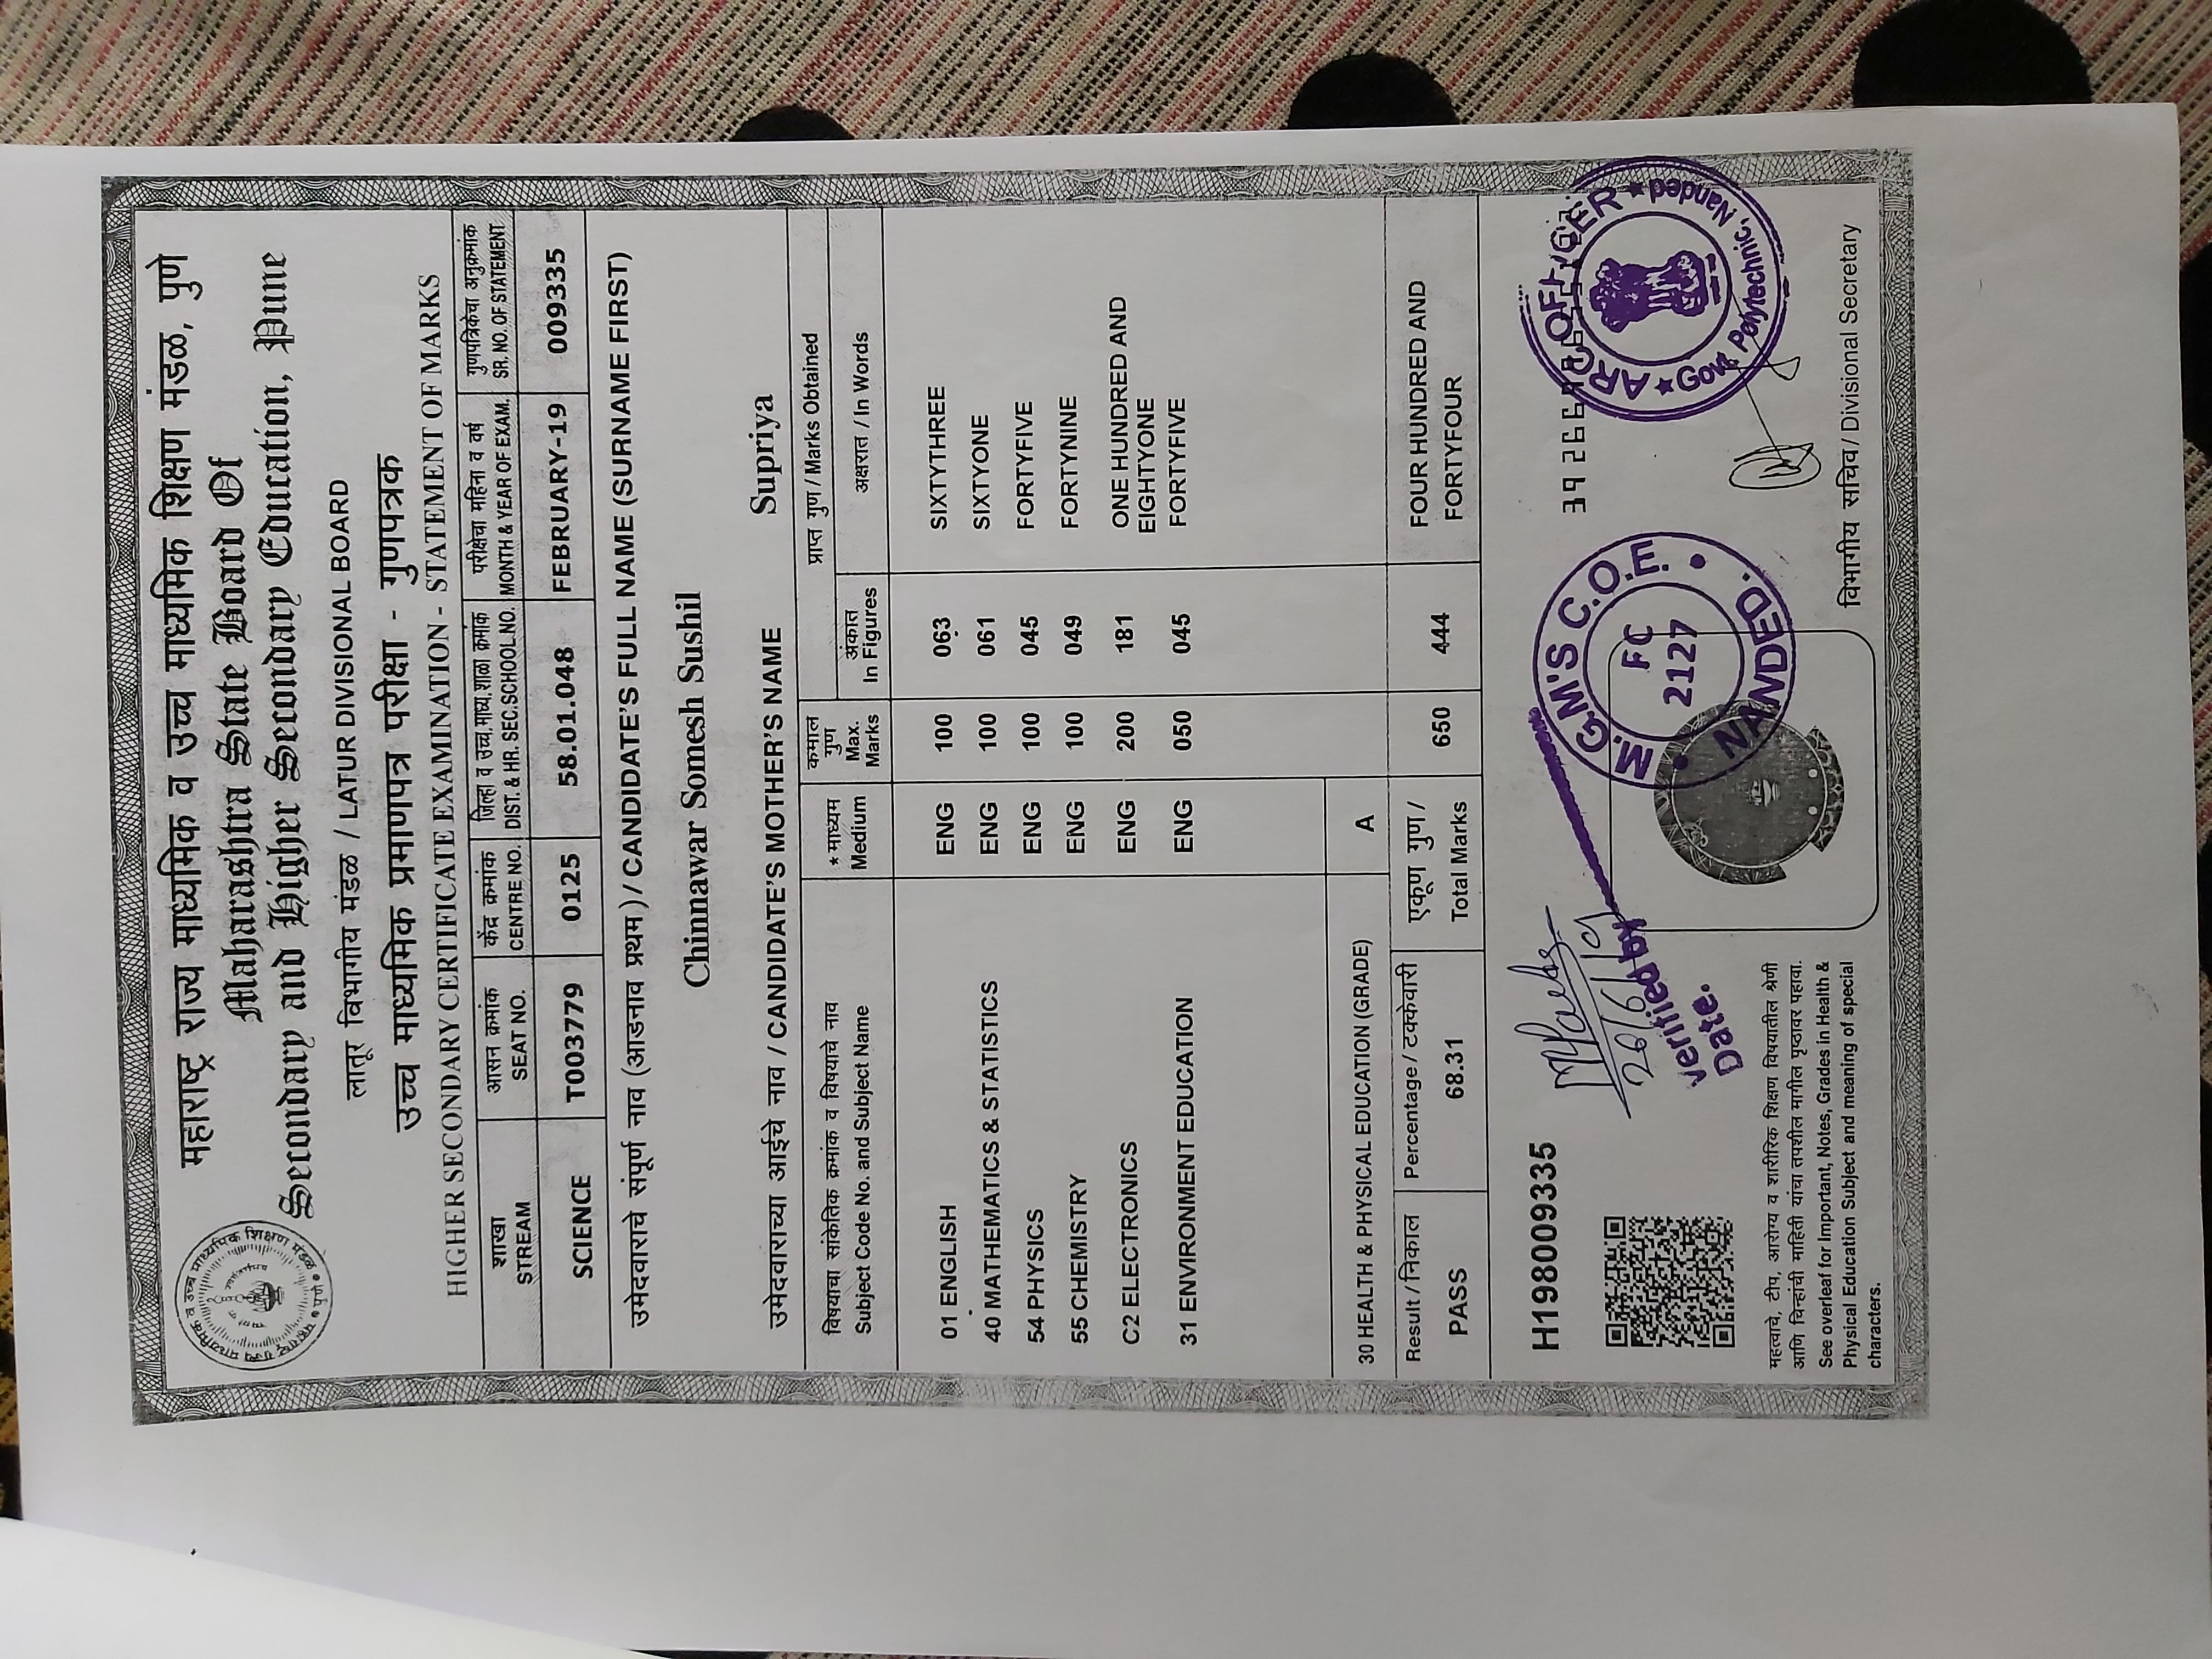 महाराष्ट्र राज्य माध्यमिक व उच्च माध्यमिक शिक्षण मंडळ, पुणे
Maharashtra State Board Of
Secondary and Higher Secondary Education, Pune
लातूर विभागीय मंडळ / LATUR DIVISIONAL BOARD
उच्च माध्यमिक प्रमाणपत्र परीक्षा - गुणपत्रक
HIGHER SECONDARY CERTIFICATE EXAMINATION - STATEMENT OF MARKS
शाखा आसन क्रमांक केंद्र क्रमांक जिल्हा व उच्च.माध्य.शाळा क्रमांक परीक्षेचा महिना व वर्ष गुणपत्रिकेचा अनुक्रमांक
STREAM SEAT NO. CENTRE NO. DIST. & HR. SEC.SCHOOL NO. MONTH & YEAR OF EXAM. SR. NO. OF STATEMENT
SCIENCE T003779 0125 58.01.048 FEBRUARY-19 009335
उमेदवाराचे संपूर्ण नाव (आडनाव प्रथम) / CANDIDATE'S FULL NAME (SURNAME FIRST)
Chinnawar Somesh Sushil
उमेदवाराच्या आईचे नाव / CANDIDATE'S MOTHER'S NAME Supriya
विषयाचा सांकेतिक क्रमांक व विषयाचे नाव * माध्यम कमाल गुण प्राप्त गुण / Marks Obtained
Subject Code No. and Subject Name Medium Max. Marks अंकात In Figures अक्षरात / In Words
01 ENGLISH ENG 100 063 SIXTYTHREE
40 MATHEMATICS & STATISTICS ENG 100 061 SIXTYONE
54 PHYSICS ENG 100 045 FORTYFIVE
55 CHEMISTRY ENG 100 049 FORTYNINE
C2 ELECTRONICS ENG 200 181 ONE HUNDRED AND
EIGHTYONE
31 ENVIRONMENT EDUCATION ENG 050 045 FORTYFIVE
30 HEALTH & PHYSICAL EDUCATION (GRADE) A
Result / निकाल Percentage / टक्केवारी एकूण गुण / FOUR HUNDRED AND
PASS 68.31 Total Marks 650 444 FORTYFOUR
H198009335
20/6/19
verified by
Date.
M.G.M'S C.O.E.
FC
2127
NANDED.
ARC OFFICER
Govt. Polytechnic, Nanded
महत्वाचे, टीप, आरोग्य व शारीरिक शिक्षण विषयातील श्रेणी
आणि चिन्हांची माहिती यांचा तपशील मागील पृष्ठावर पहावा.
See overleaf for Important, Notes, Grades in Health &
Physical Education Subject and meaning of special
characters.
विभागीय सचिव / Divisional Secretary